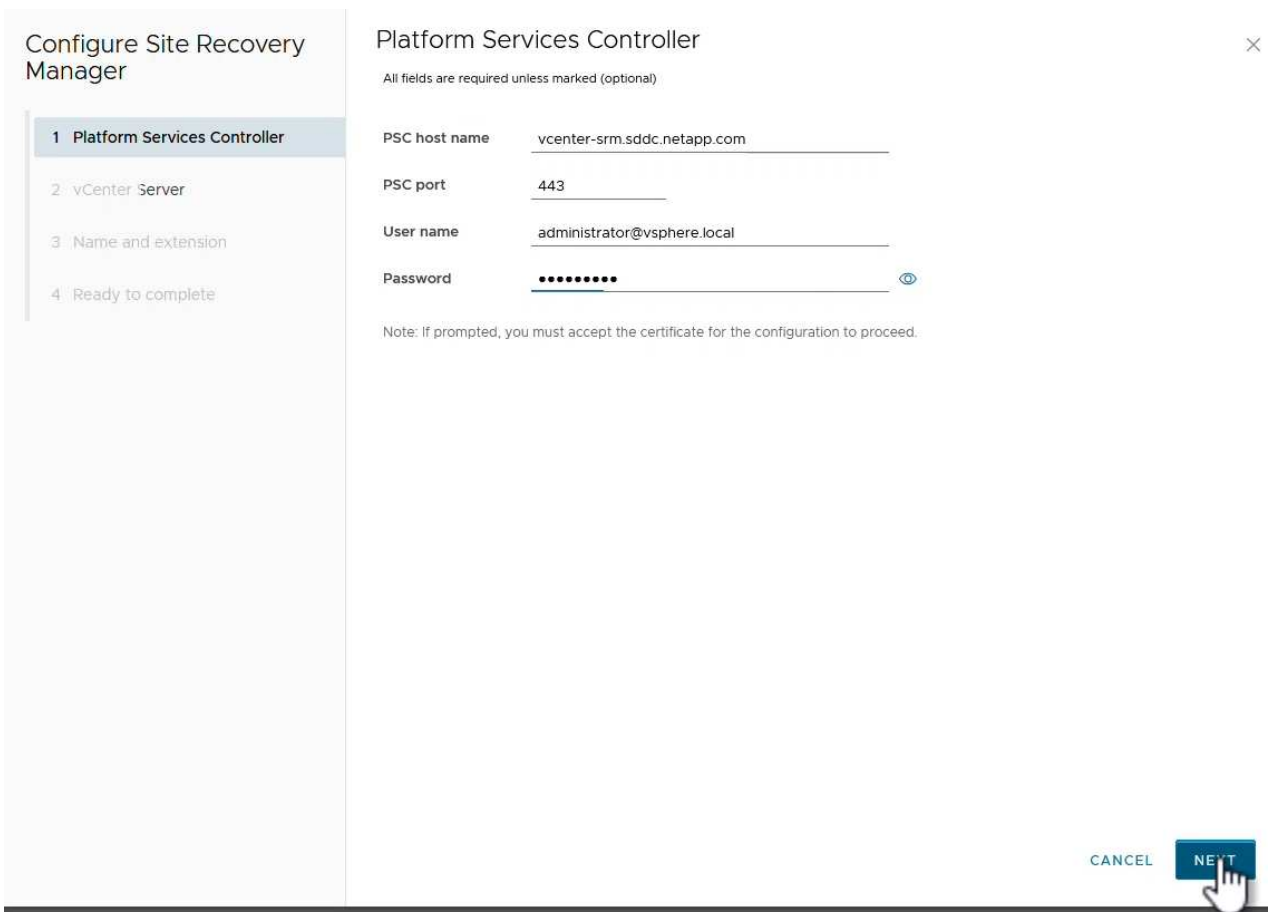 Configure Site Recovery
Manager
1 Platform Services Controller
2 vCenter Server
3 Name and extension
4 Ready to complete
Platform Services Controller
All fields are required unless marked (optional)
PSC host name vcenter-srm.sddc.netapp.com
PSC port 443
User name administrator@vsphere.local
Password •••••••••
Note: If prompted, you must accept the certificate for the configuration to proceed.
CANCEL NEXT